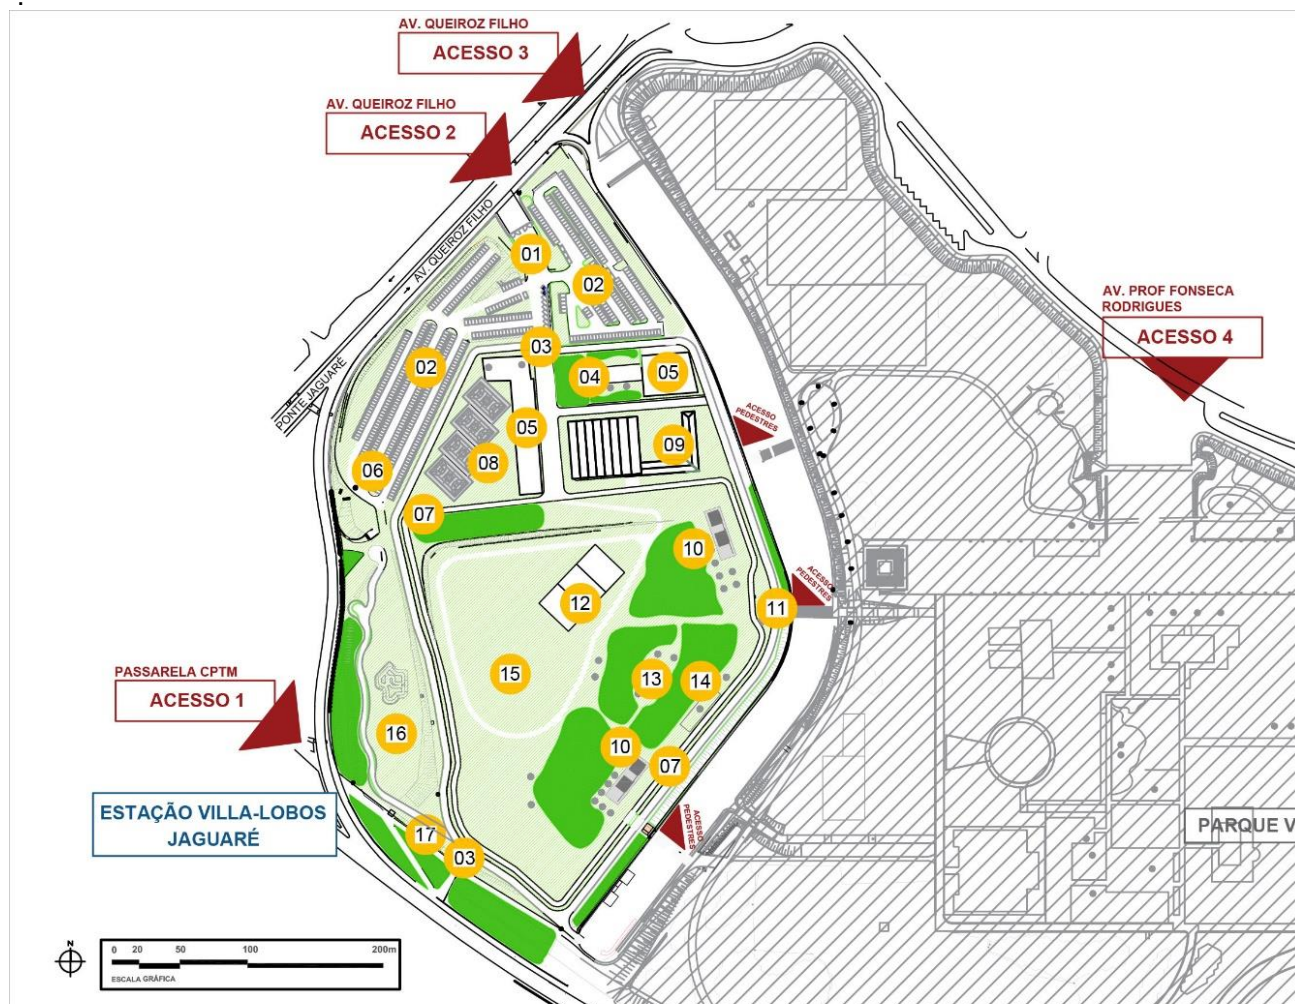 AV. QUEIROZ FILHO
ACESSO 3
AV. QUEIROZ FILHO
ACESSO 2
AV. QUEIROZ FILHO
01
02
AV. PROF FONSECA
RODRIGUES
ACESSO 4
03
02
04
05
PONTE JAGUARÉ
ACESSO
PEDESTRES
05
09
08
06
07
10
ACESSO
PEDESTRES
12
11
15
13
14
PASSARELA CPTM
ACESSO 1
16
10
07
ACESSO
PEDESTRES
ESTAÇÃO VILLA-LOBOS
JAGUARÉ
17
03
PARQUE V
N
0 20 50 100 200m
ESCALA GRÁFICA